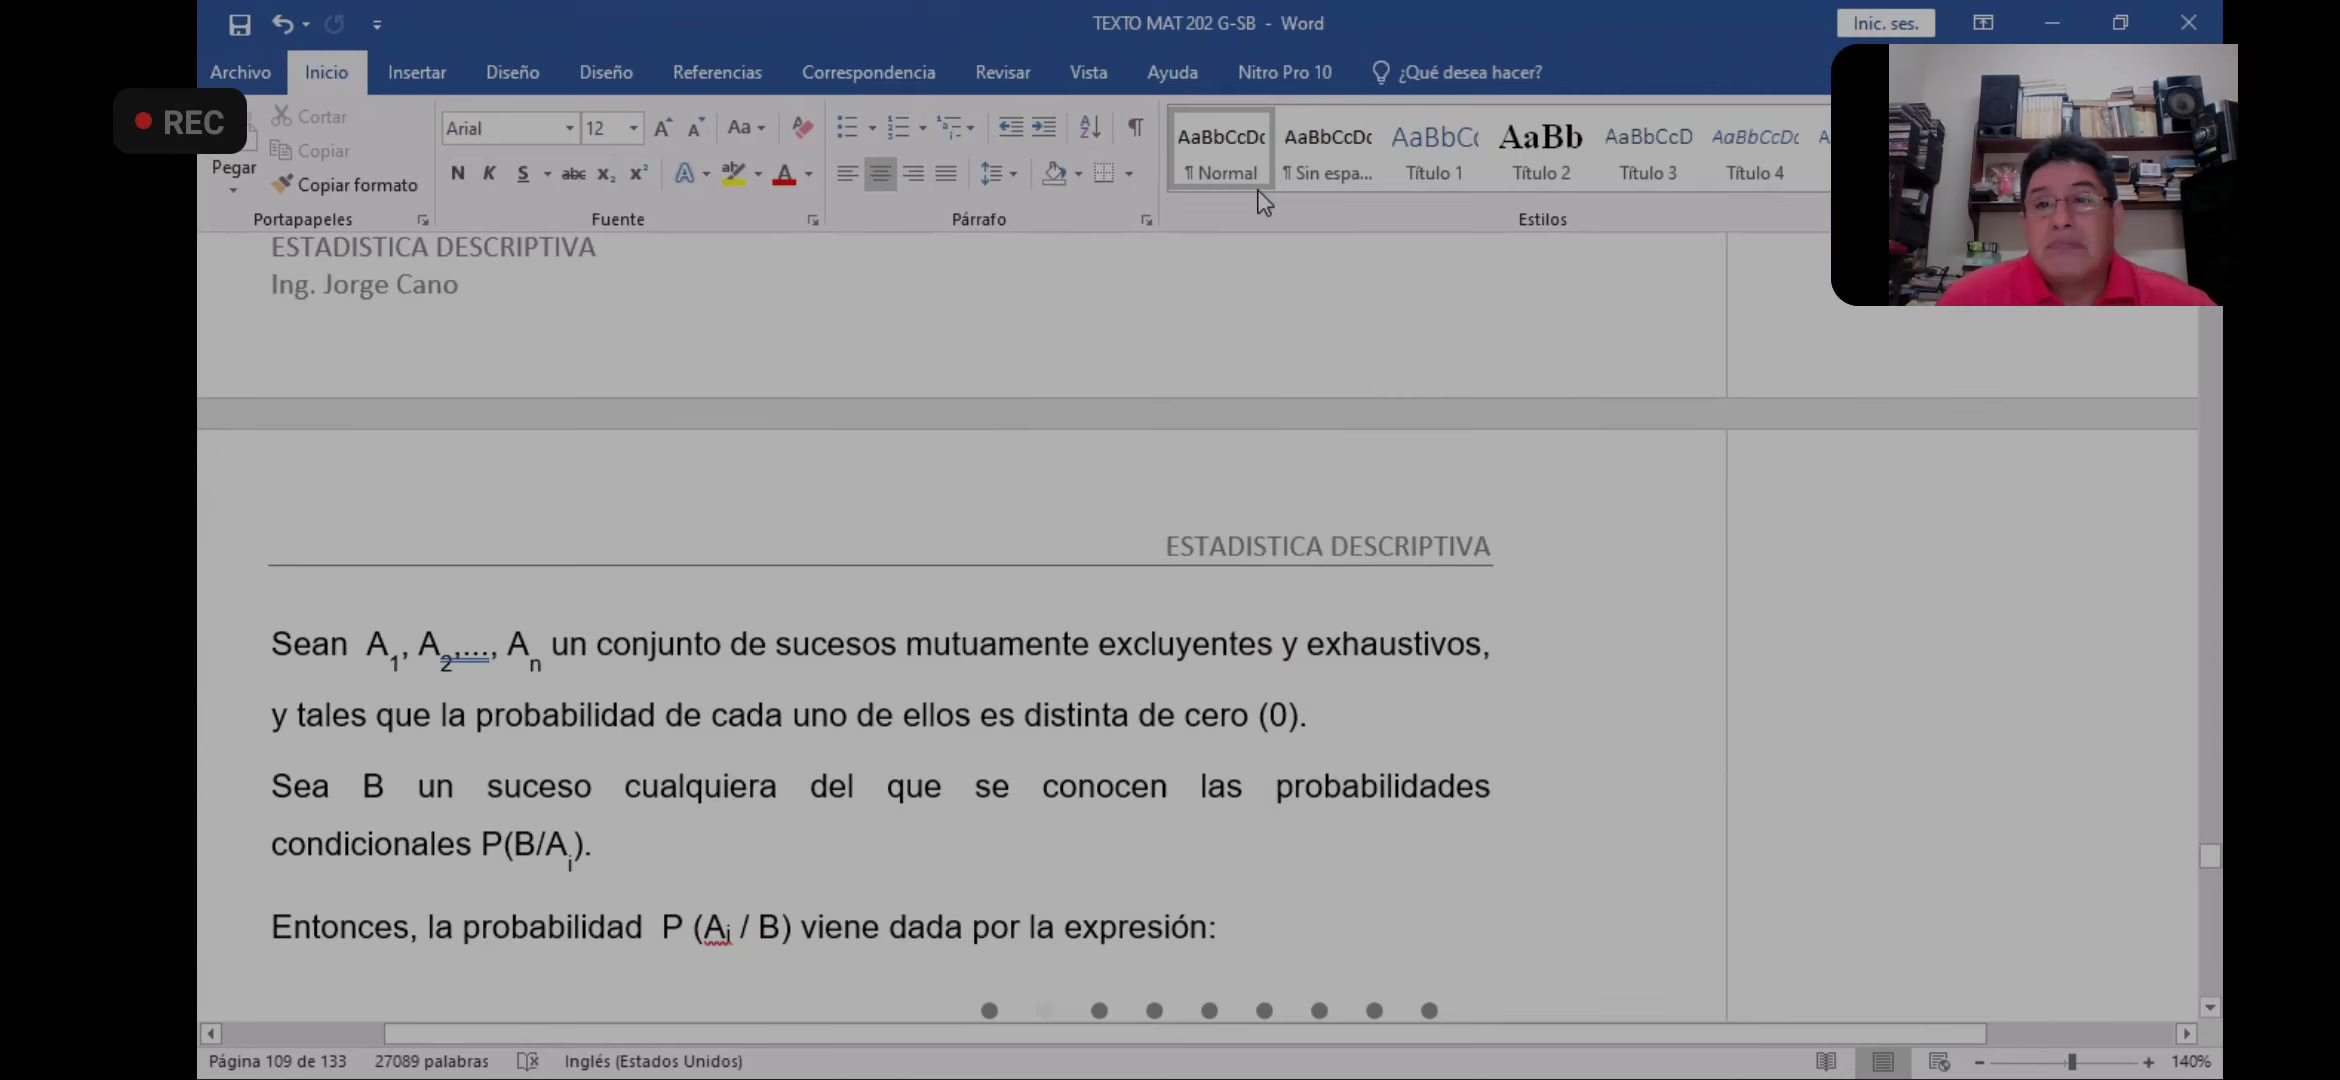 TEXTO MAT 202 G-SB - Word
Inic. ses.
Archivo Inicio Insertar Diseño Diseño Referencias Correspondencia Revisar Vista Ayuda Nitro Pro 10 ¿Qué desea hacer?
REC
Pegar
Cortar
Copiar
Copiar formato
Portapapeles
Arial 12
Aa
N K S abc x₂ x² A aby A
Fuente
Párrafo
AaBbCcDc AaBbCcDc AaBbC( AaBb AaBbCcD AaBbCcDc A
¶ Normal ¶ Sin espa... Título 1 Título 2 Título 3 Título 4
Estilos
ESTADISTICA DESCRIPTIVA
Ing. Jorge Cano
ESTADISTICA DESCRIPTIVA
Sean A₁, A₂,..., Aₙ un conjunto de sucesos mutuamente excluyentes y exhaustivos,
y tales que la probabilidad de cada uno de ellos es distinta de cero (0).
Sea B un suceso cualquiera del que se conocen las probabilidades
condicionales P(B/Aᵢ).
Entonces, la probabilidad P (Aᵢ / B) viene dada por la expresión:
Página 109 de 133 27089 palabras Inglés (Estados Unidos) 140%